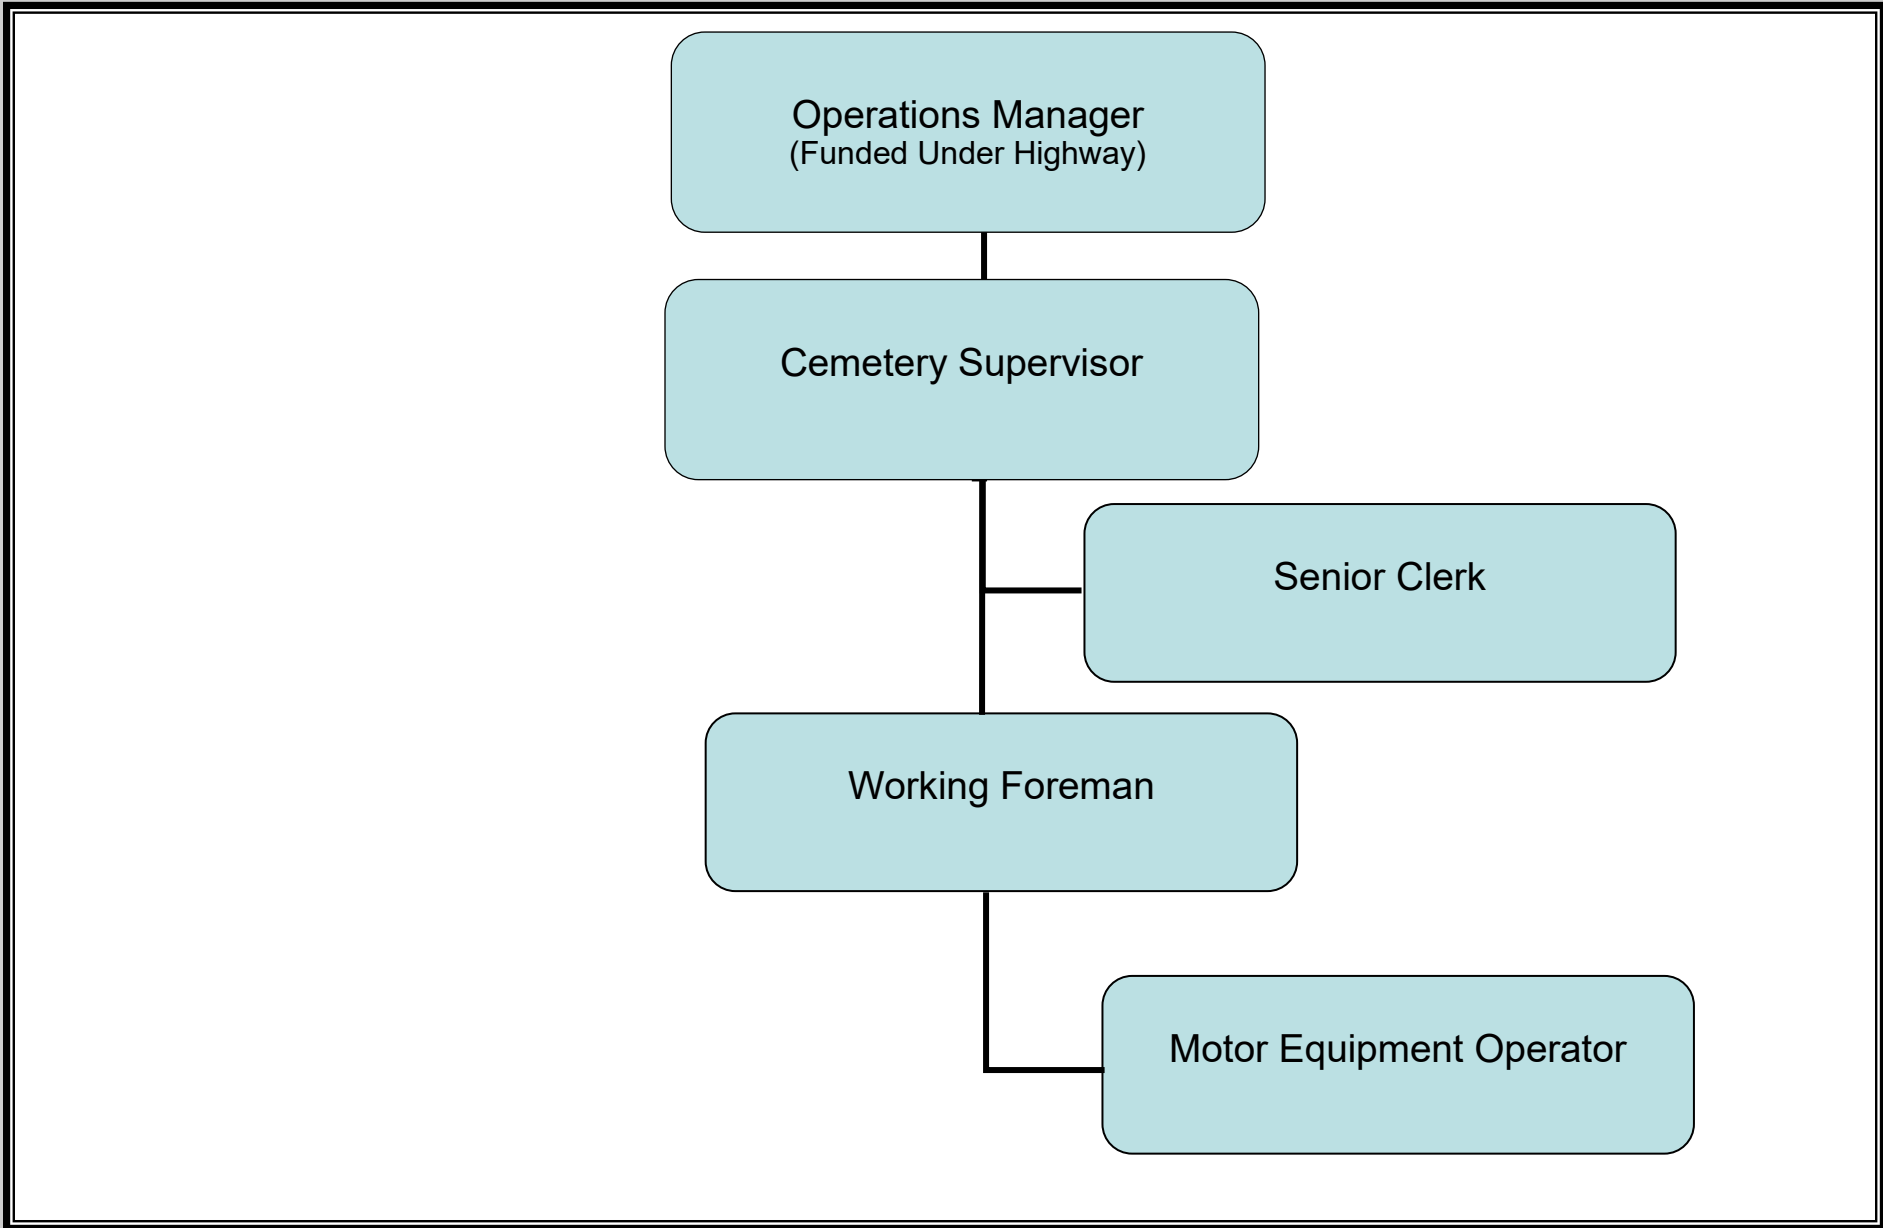 Operations Manager
(Funded Under Highway)
Cemetery Supervisor
Senior Clerk
Working Foreman
Motor Equipment Operator